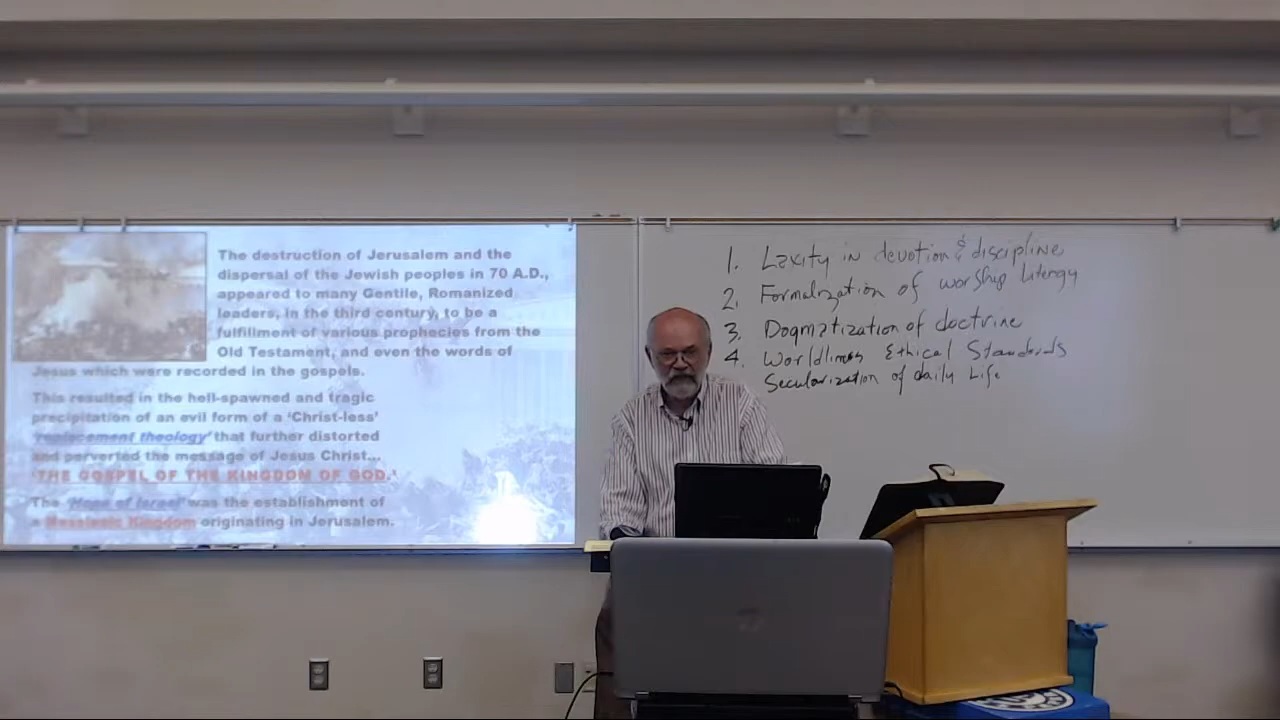 The destruction of Jerusalem and the
dispersal of the Jewish peoples in 70 A.D.,
appeared to many Gentile, Romanized
leaders, in the third century, to be a
fulfillment of various prophecies from the
Old Testament, and even the words of
Jesus which were recorded in the gospels.
This resulted in the hell-spawned and tragic
precipitation of an evil form of a 'Christ-less'
'replacement theology' that further distorted
and perverted the message of Jesus Christ...
'THE GOSPEL OF THE KINGDOM OF GOD.'
The 'Hope of Israel' was the establishment of
a Messianic Kingdom originating in Jerusalem.
1. Laxity in devotion & discipline
2. Formalization of worship Litergy
3. Dogmatization of doctrine
4. Worldliness Ethical Standards
Secularization of daily Life